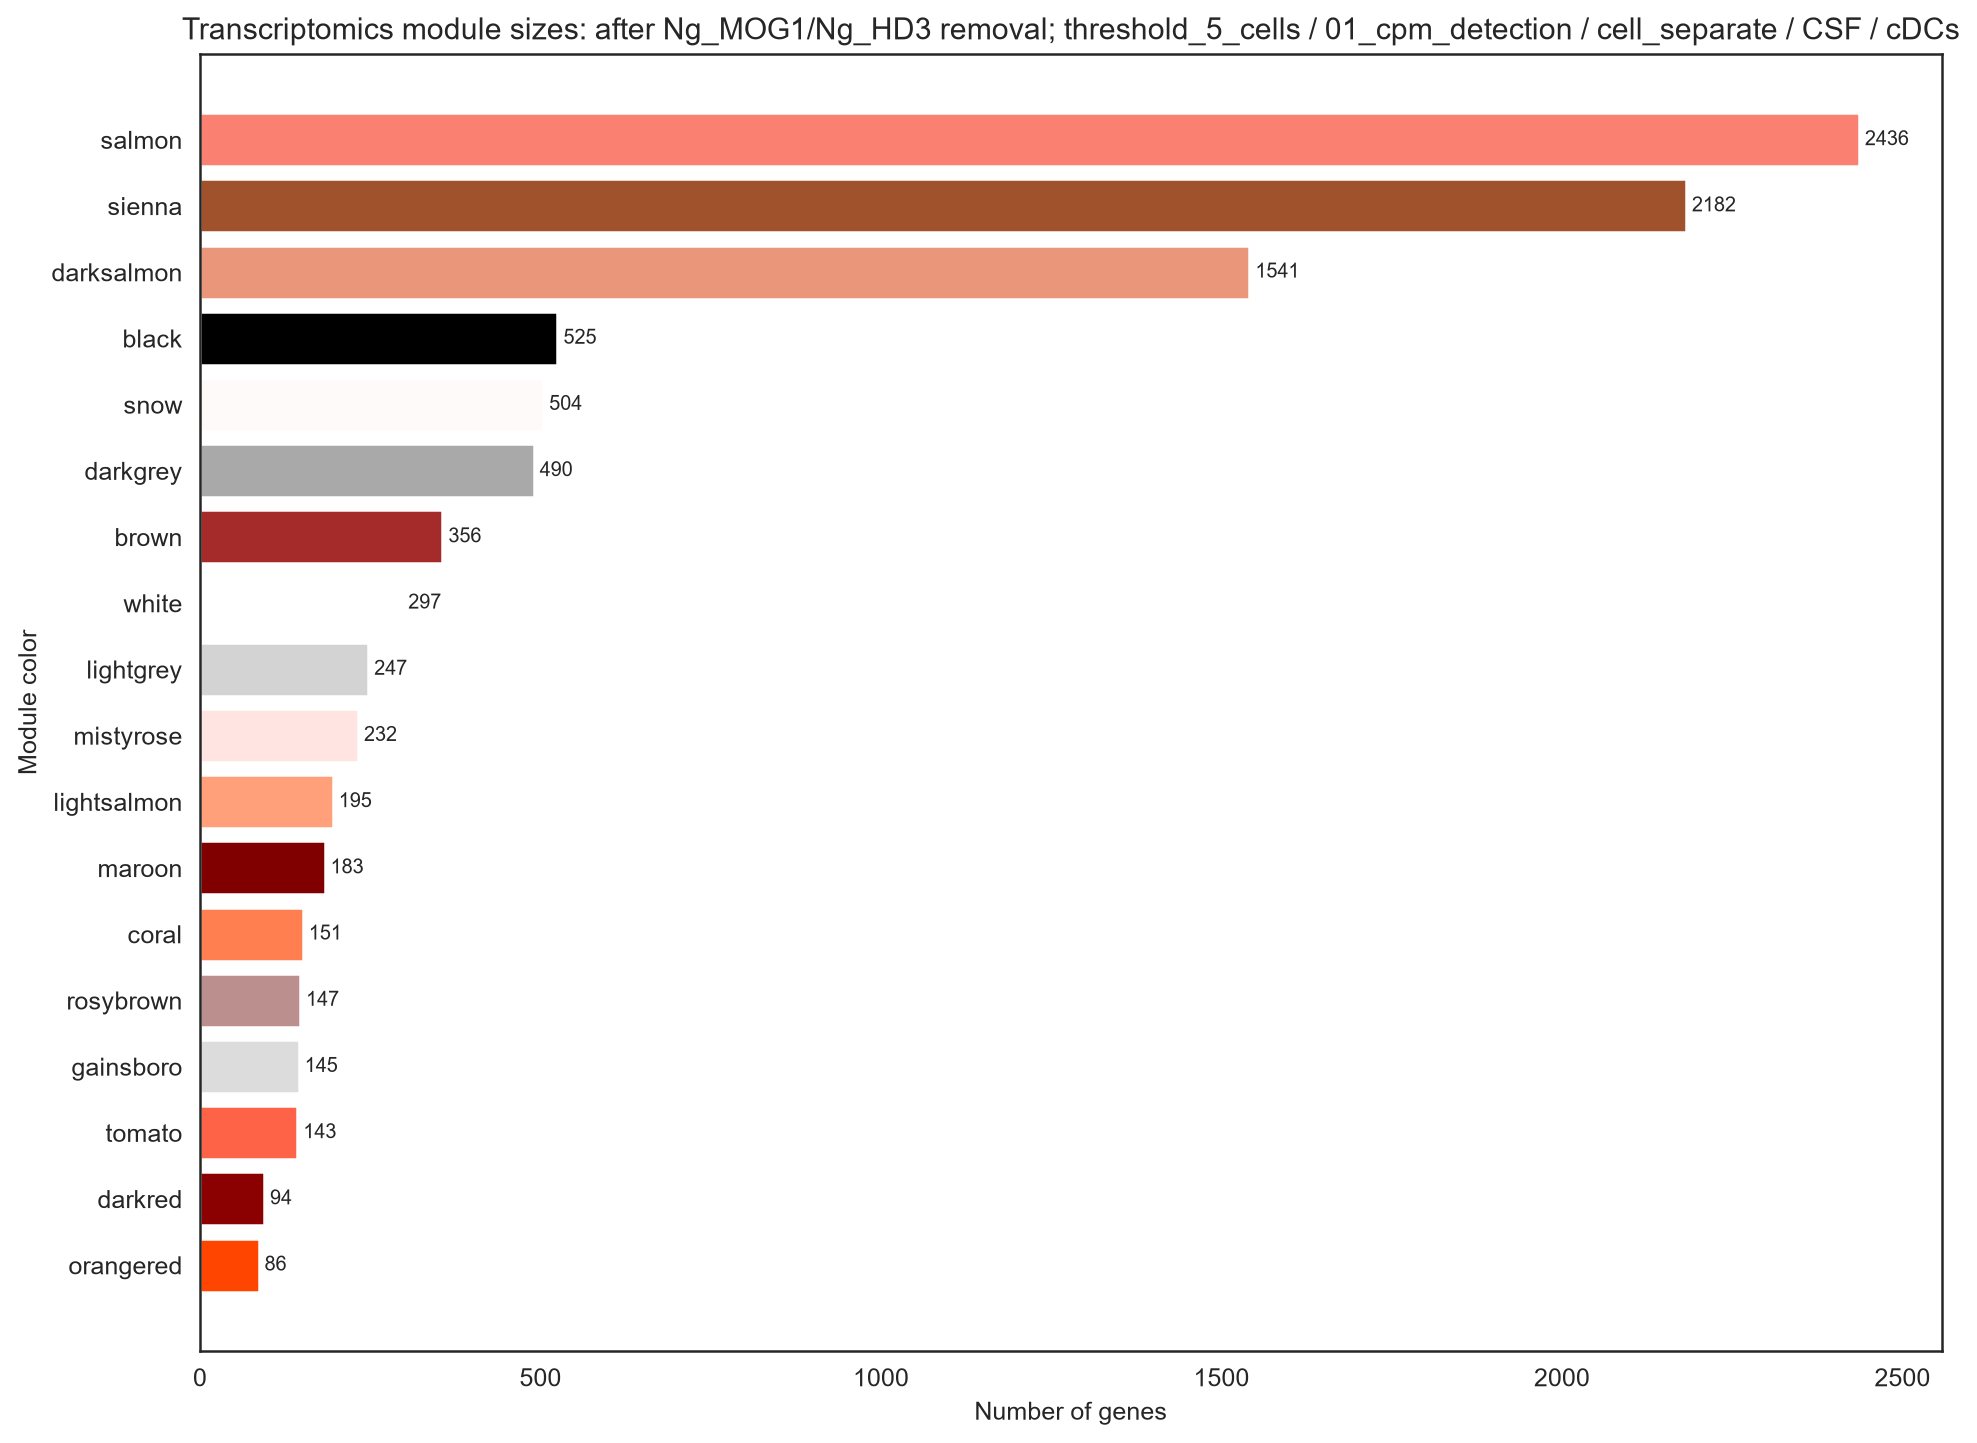 Transcriptomics module sizes: after Ng_MOG1/Ng_HD3 removal; threshold_5_cells / 01_cpm_detection / cell_separate / CSF / cDCs
salmon 2436
sienna 2182
darksalmon 1541
black 525
snow 504
darkgrey 490
brown 356
white 297
lightgrey 247
mistyrose 232
lightsalmon 195
maroon 183
coral 151
rosybrown 147
gainsboro 145
tomato 143
darkred 94
orangered 86
Module color
0 500 1000 1500 2000 2500
Number of genes